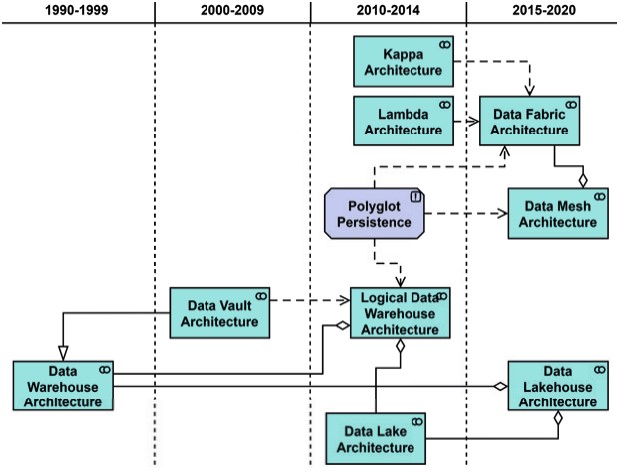 1990-1999
2000-2009
2010-2014
2015-2020
Kappa
Architecture
Lambda
Architecture
Data Fabric
Architecture
Polyglot
Persistence
Data Mesh
Architecture
Data Vault
Architecture
Logical Data
Warehouse
Architecture
Data
Warehouse
Architecture
Data
Lakehouse
Architecture
Data Lake
Architecture